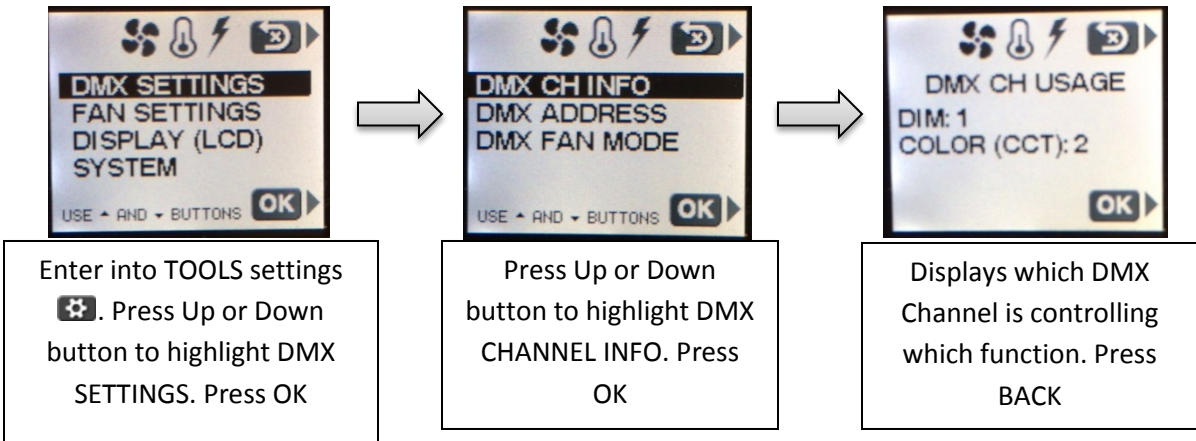 DMX SETTINGS
FAN SETTINGS
DISPLAY (LCD)
SYSTEM
USE AND BUTTONS OK
Enter into TOOLS settings
. Press Up or Down
button to highlight DMX
SETTINGS. Press OK
DMX CH INFO
DMX ADDRESS
DMX FAN MODE
USE AND BUTTONS OK
Press Up or Down
button to highlight DMX
CHANNEL INFO. Press
OK
DMX CH USAGE
DIM: 1
COLOR (CCT): 2
OK
Displays which DMX
Channel is controlling
which function. Press
BACK